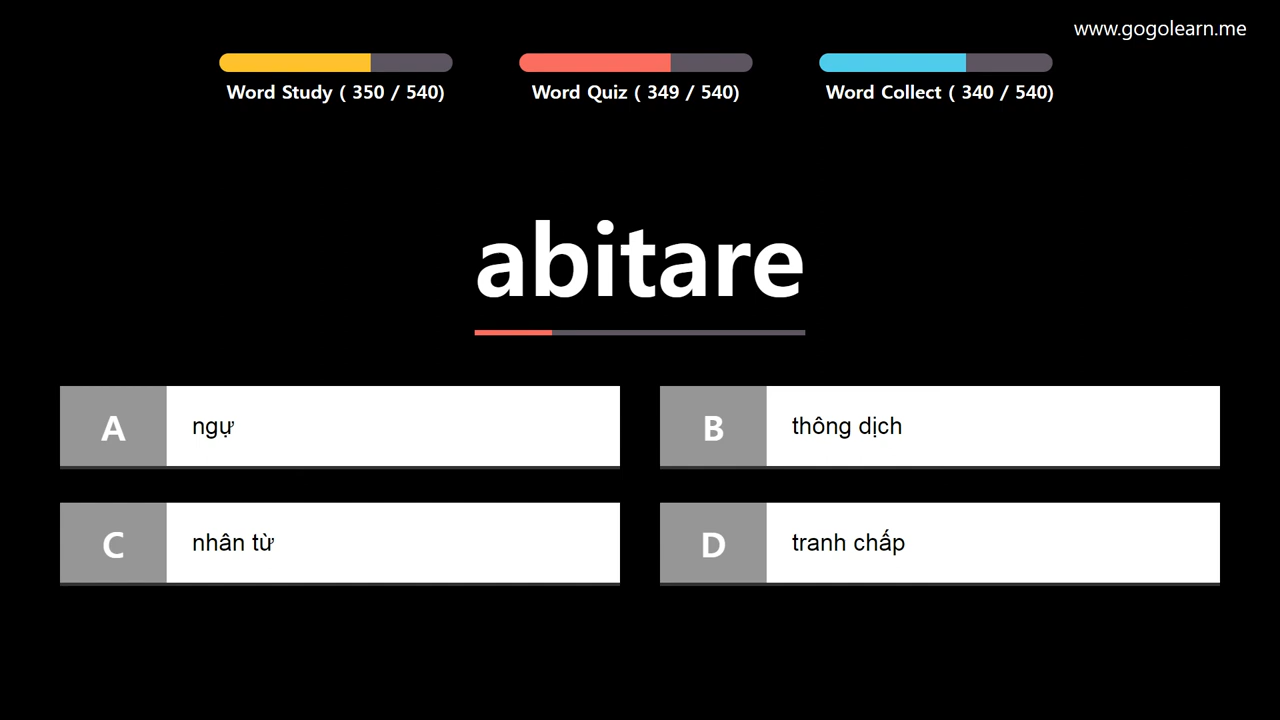 www.gogolearn.me
Word Study ( 350 / 540)
Word Quiz ( 349 / 540)
Word Collect ( 340 / 540)
abitare
A ngự
B thông dịch
C nhân từ
D tranh chấp